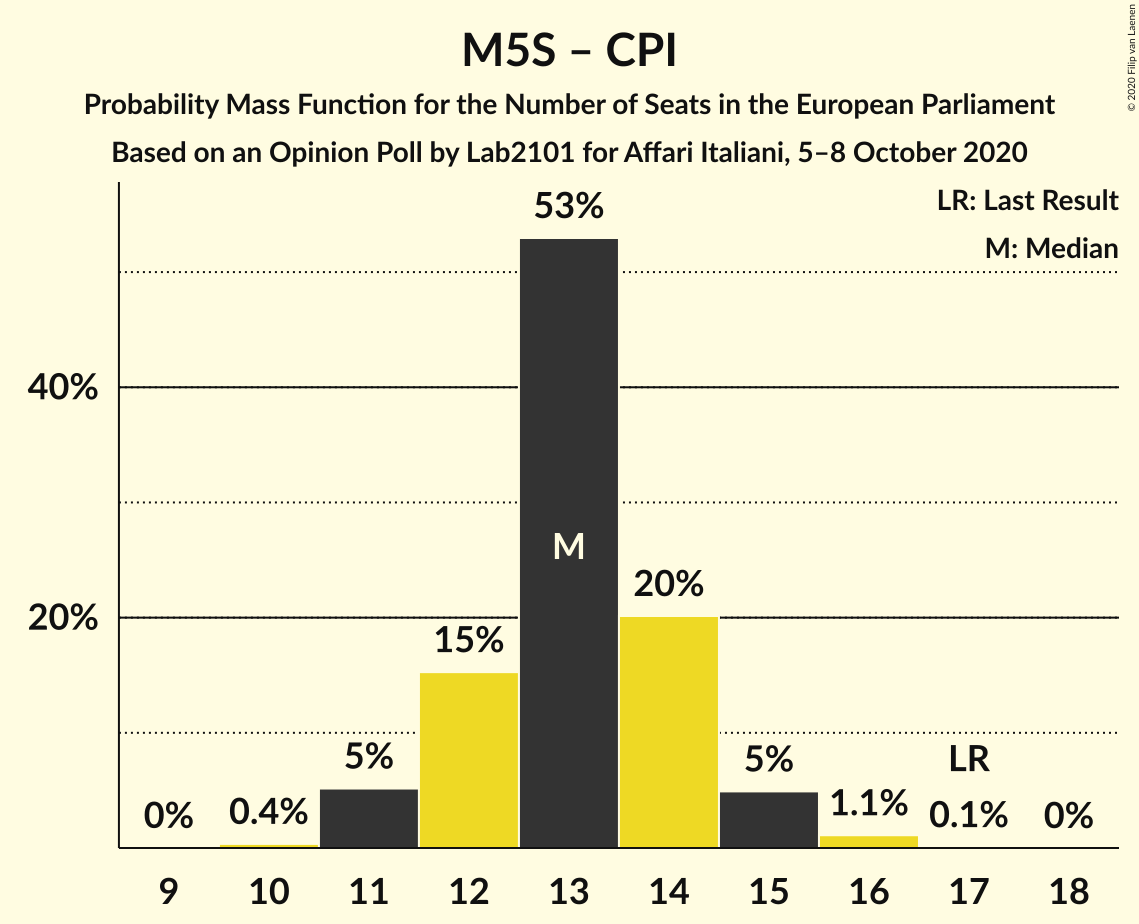 © 2020 Filip van Laenen
M5S – CPI
Probability Mass Function for the Number of Seats in the European Parliament
Based on an Opinion Poll by Lab2101 for Affari Italiani, 5–8 October 2020
LR: Last Result
M: Median
53%
40%
M
20%
20%
15%
5%
5%
LR
0%
0.4%
1.1%
0.1%
0%
9 10 11 12 13 14 15 16 17 18